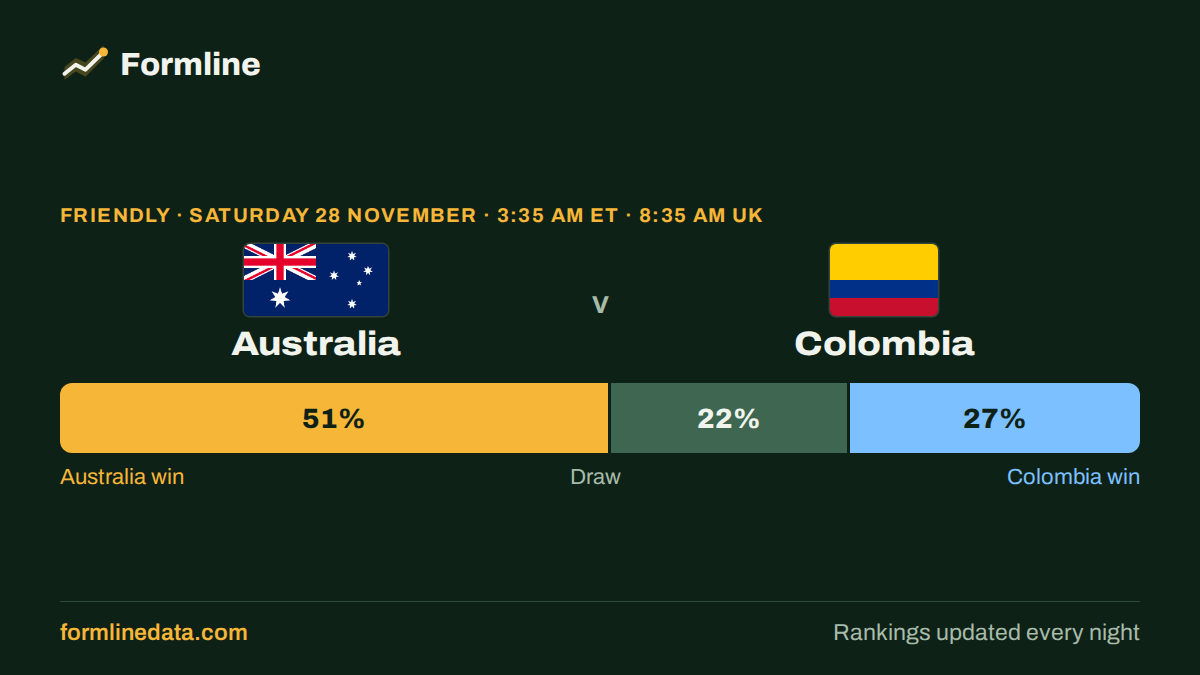 Formline
FRIENDLY · SATURDAY 28 NOVEMBER · 3:35 AM ET · 8:35 AM UK
v
Australia
Colombia
51%
22%
27%
Australia win
Draw
Colombia win
formlinedata.com
Rankings updated every night